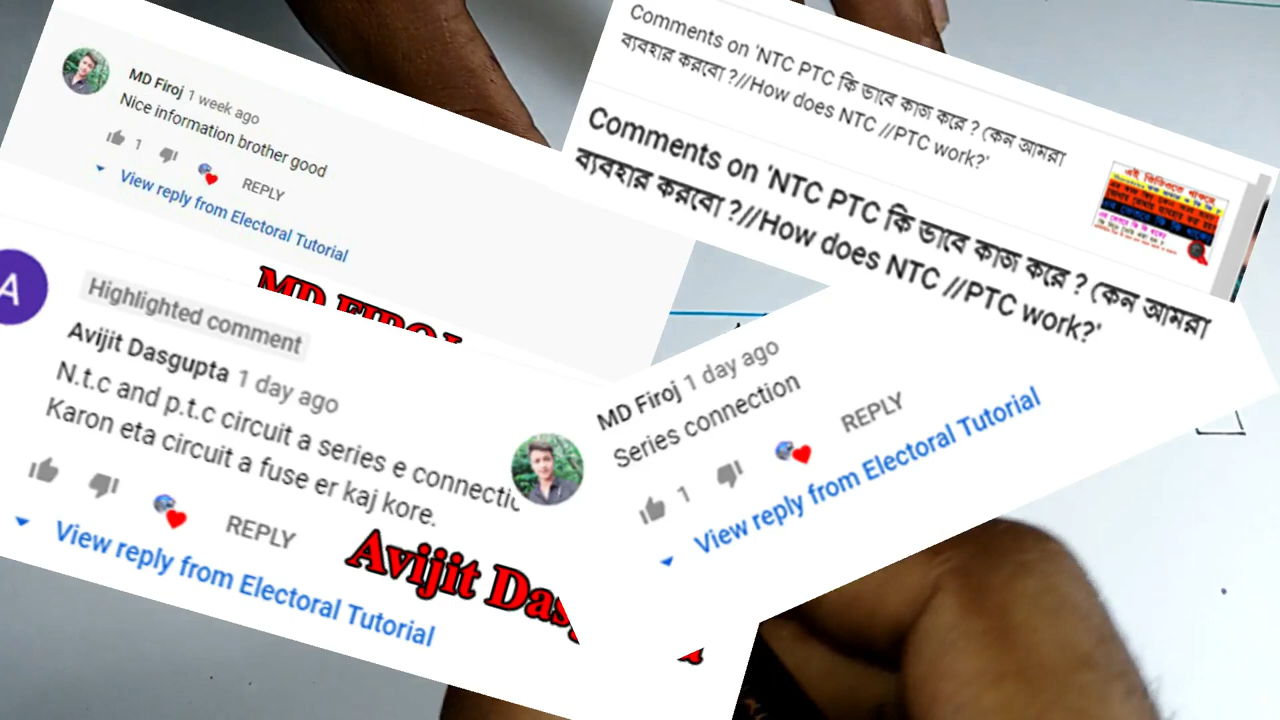 MD Firoj 1 week ago
Nice information brother good
1 REPLY
View reply from Electoral Tutorial
MD FIROJ
A
Highlighted comment
Avijit Dasgupta 1 day ago
N.t.c and p.t.c circuit a series e
Karon eta circuit a fuse er kaj kore.
REPLY
View reply from Electoral Tutorial
Avijit
Comments on 'NTC PTC কি ভাবে কাজ করে ? কেন আমরা
ব্যবহার করবো ?//How does NTC //PTC work?'
Comments on 'NTC PTC কি ভাবে কাজ করে ? কেন আমরা
ব্যবহার করবো ?//How does NTC //PTC work?'
MD Firoj 1 day ago
Series connection
1 REPLY
View reply from Electoral Tutorial